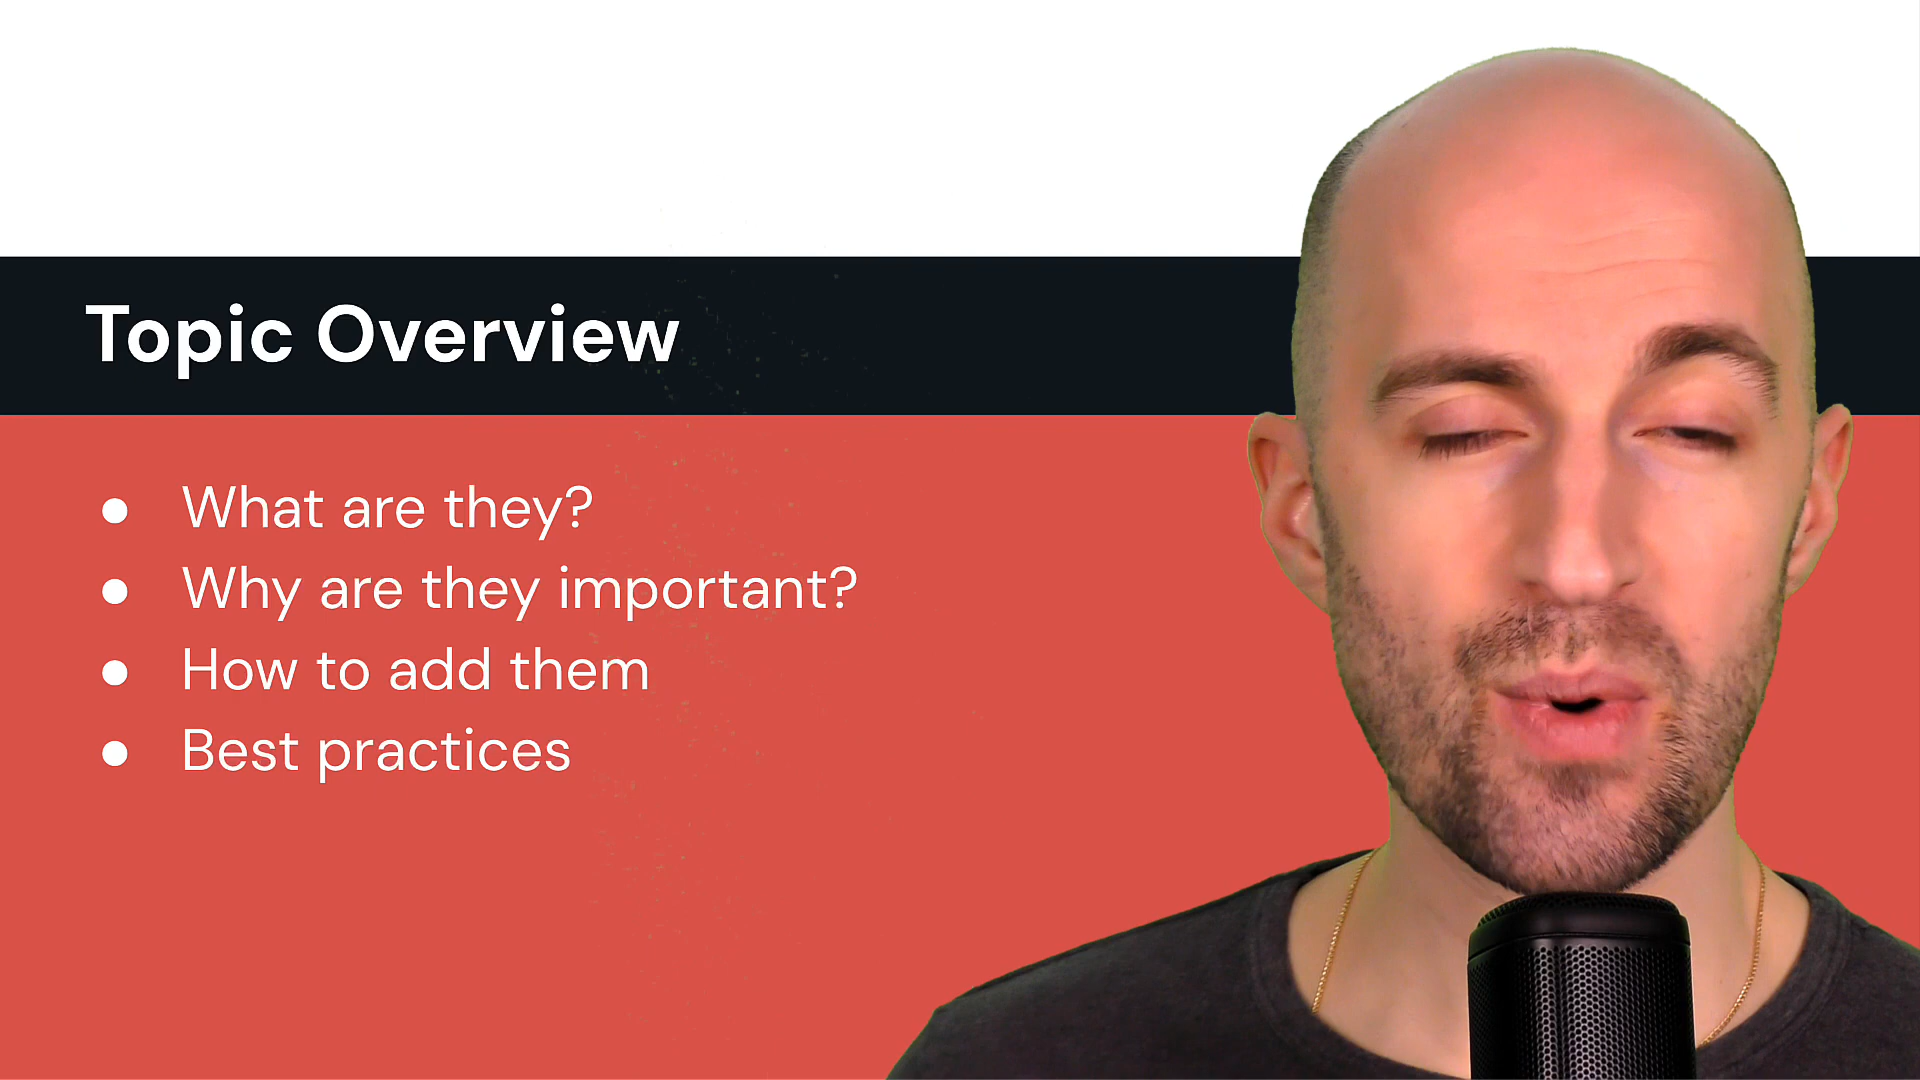 Topic Overview
● What are they?
● Why are they important?
● How to add them
● Best practices